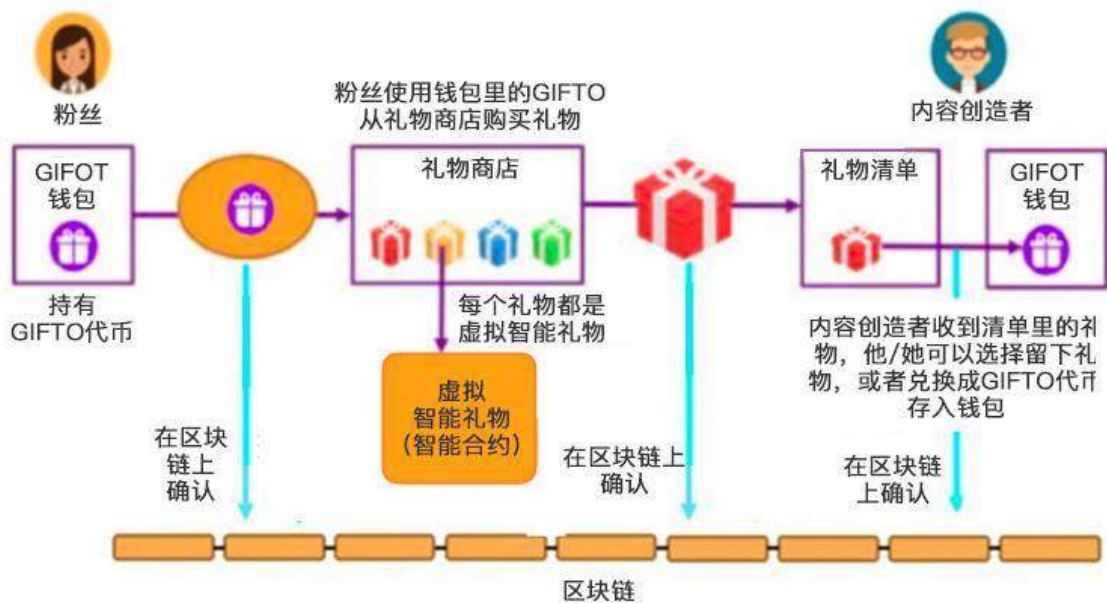 粉丝
内容创造者
粉丝使用钱包里的GIFTO
从礼物商店购买礼物
GIFOT
钱包
礼物商店
礼物清单
GIFOT
钱包
持有
GIFTO代币
每个礼物都是
虚拟智能礼物
虚拟
智能礼物
（智能合约）
内容创造者收到清单里的礼
物，他/她可以选择留下礼
物，或者兑换成GIFTO代币
存入钱包
在区块
链上
确认
在区块链上
确认
在区块链
上确认
区块链